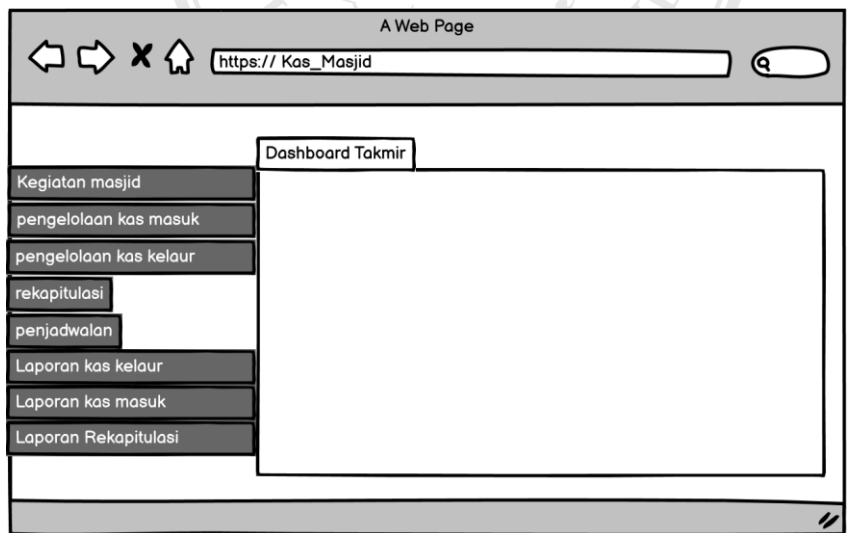 A Web Page
https:// Kas_Masjid
Dashboard Takmir
Kegiatan masjid
pengelolaan kas masuk
pengelolaan kas kelaur
rekapitulasi
penjadwalan
Laporan kas kelaur
Laporan kas masuk
Laporan Rekapitulasi